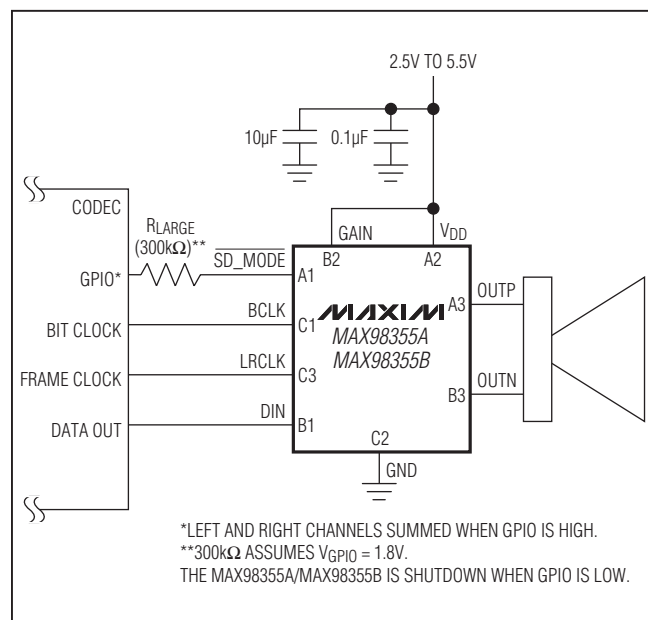 2.5V TO 5.5V
10µF
0.1µF
CODEC
RLARGE
(300kΩ)**
GPIO*
SD_MODE
A1
B2
GAIN
VDD
A2
BIT CLOCK
BCLK
C1
MAXIM
MAX98355A
MAX98355B
A3
OUTP
FRAME CLOCK
LRCLK
C3
B3
OUTN
DATA OUT
DIN
B1
C2
GND
*LEFT AND RIGHT CHANNELS SUMMED WHEN GPIO IS HIGH.
**300kΩ ASSUMES VGPIO = 1.8V.
THE MAX98355A/MAX98355B IS SHUTDOWN WHEN GPIO IS LOW.